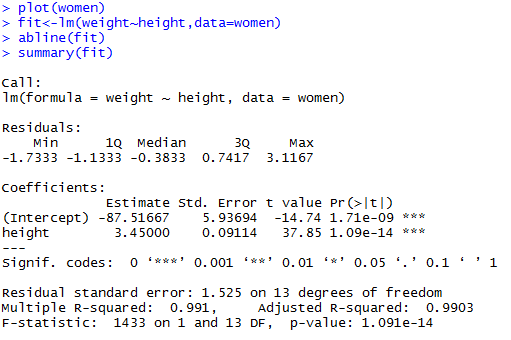 > plot(women)
> fit<-lm(weight~height,data=women)
> abline(fit)
> summary(fit)
Call:
lm(formula = weight ~ height, data = women)
Residuals:
    Min      1Q  Median      3Q     Max
-1.7333 -1.1333 -0.3833  0.7417  3.1167
Coefficients:
             Estimate Std. Error t value Pr(>|t|)
(Intercept) -87.51667    5.93694  -14.74 1.71e-09 ***
height        3.45000    0.09114   37.85 1.09e-14 ***
---
Signif. codes:  0 ‘***’ 0.001 ‘**’ 0.01 ‘*’ 0.05 ‘.’ 0.1 ‘ ’ 1
Residual standard error: 1.525 on 13 degrees of freedom
Multiple R-squared:  0.991,     Adjusted R-squared:  0.9903
F-statistic:  1433 on 1 and 13 DF,  p-value: 1.091e-14